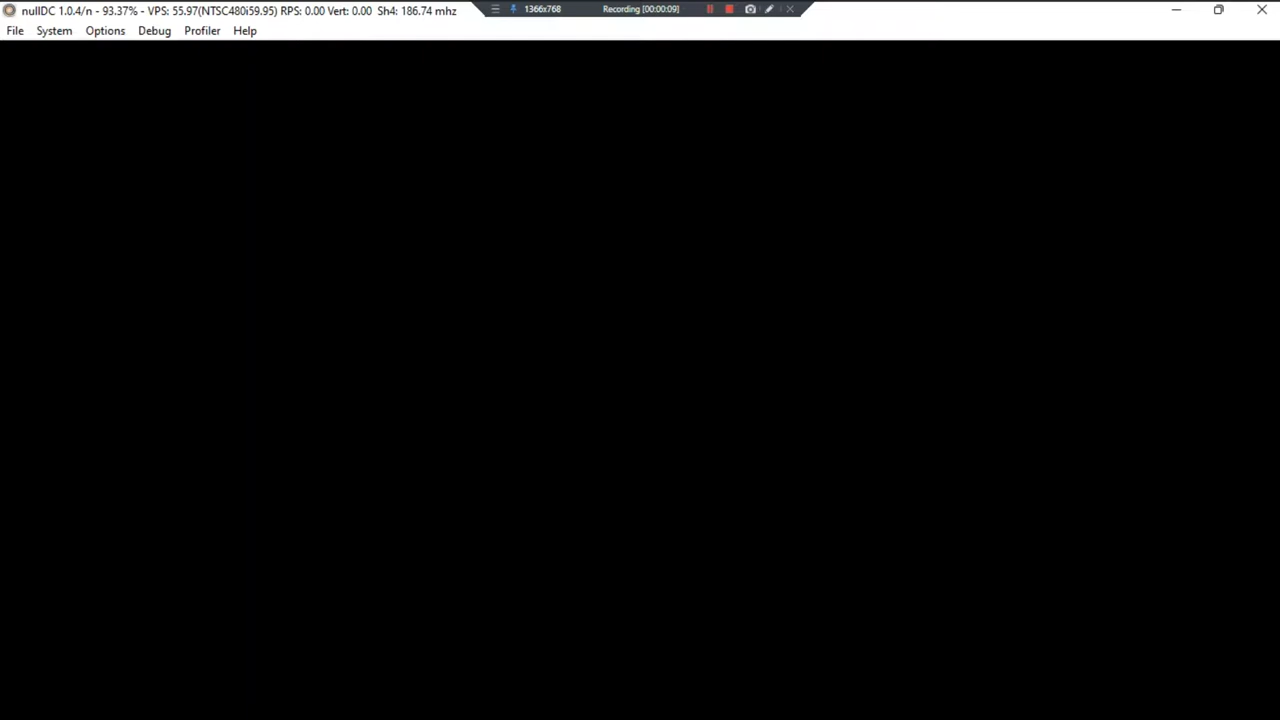 nullDC 1.0.4/n - 93.37% - VPS: 55.97(NTSC480i59.95) RPS: 0.00 Vert: 0.00 Sh4: 186.74 mhz
1366x768 Recording [00:00:09]
File System Options Debug Profiler Help